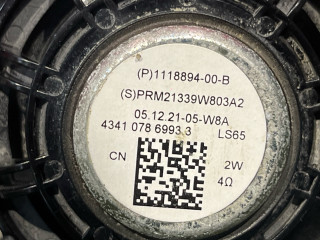 (P)1118894-00-B
(S)PRM21339W803A2
05.12.21-05-W8A
4341 078 6993 3 LS65
CN
2W
4Ω